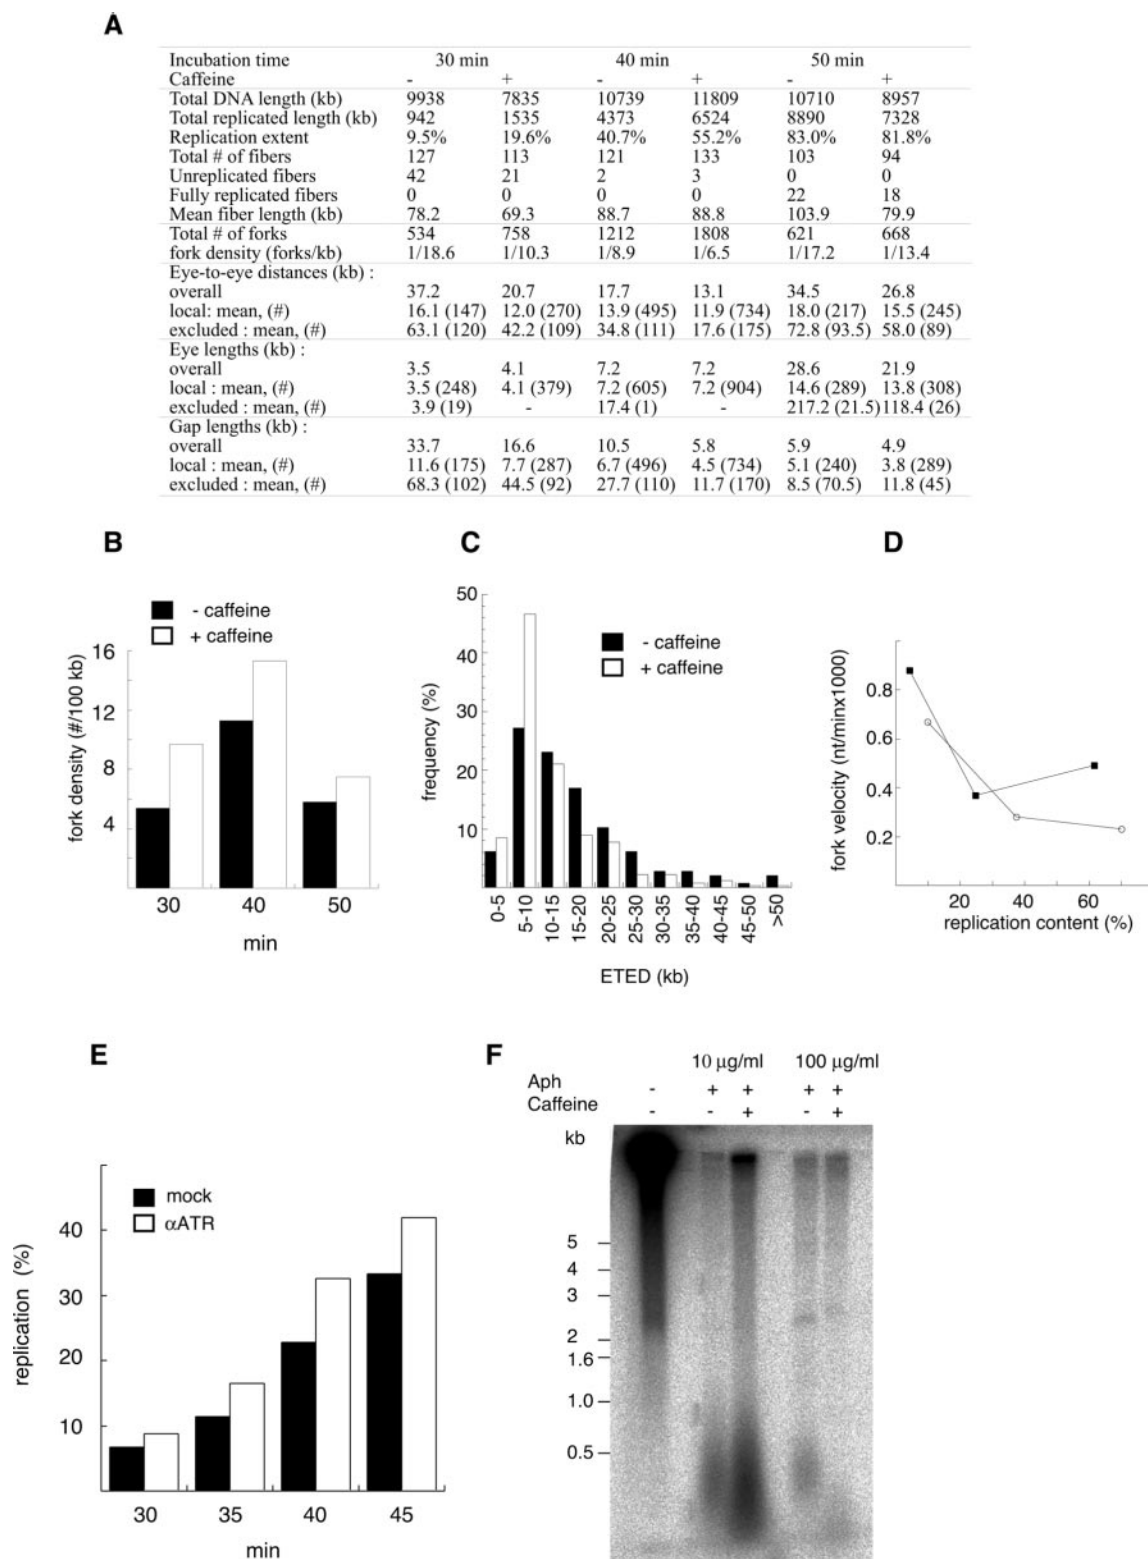 A
Incubation time 30 min 40 min 50 min
Caffeine - + - + - +
Total DNA length (kb) 9938 7835 10739 11809 10710 8957
Total replicated length (kb) 942 1535 4373 6524 8890 7328
Replication extent 9.5% 19.6% 40.7% 55.2% 83.0% 81.8%
Total # of fibers 127 113 121 133 103 94
Unreplicated fibers 42 21 2 3 0 0
Fully replicated fibers 0 0 0 0 22 18
Mean fiber length (kb) 78.2 69.3 88.7 88.8 103.9 79.9
Total # of forks 534 758 1212 1808 621 668
fork density (forks/kb) 1/18.6 1/10.3 1/8.9 1/6.5 1/17.2 1/13.4
Eye-to-eye distances (kb) :
overall 37.2 20.7 17.7 13.1 34.5 26.8
local: mean, (#) 16.1 (147) 12.0 (270) 13.9 (495) 11.9 (734) 18.0 (217) 15.5 (245)
excluded : mean, (#) 63.1 (120) 42.2 (109) 34.8 (111) 17.6 (175) 72.8 (93.5) 58.0 (89)
Eye lengths (kb) :
overall 3.5 4.1 7.2 7.2 28.6 21.9
local : mean, (#) 3.5 (248) 4.1 (379) 7.2 (605) 7.2 (904) 14.6 (289) 13.8 (308)
excluded : mean, (#) 3.9 (19) - 17.4 (1) - 217.2 (21.5) 118.4 (26)
Gap lengths (kb) :
overall 33.7 16.6 10.5 5.8 5.9 4.9
local : mean, (#) 11.6 (175) 7.7 (287) 6.7 (496) 4.5 (734) 5.1 (240) 3.8 (289)
excluded : mean, (#) 68.3 (102) 44.5 (92) 27.7 (110) 11.7 (170) 8.5 (70.5) 11.8 (45)
B
- caffeine
+ caffeine
fork density (#/100 kb)
16
12
8
4
30 40 50
min
C
- caffeine
+ caffeine
frequency (%)
50
40
30
20
10
0-5 5-10 10-15 15-20 20-25 25-30 30-35 35-40 40-45 45-50 >50
ETED (kb)
D
fork velocity (nt/minx1000)
0.8
0.6
0.4
0.2
20 40 60
replication content (%)
E
mock
αATR
replication (%)
40
30
20
10
30 35 40 45
min
F
10 µg/ml 100 µg/ml
Aph - + + + +
Caffeine - - + - +
kb
5
4
3
2
1.6
1.0
0.5